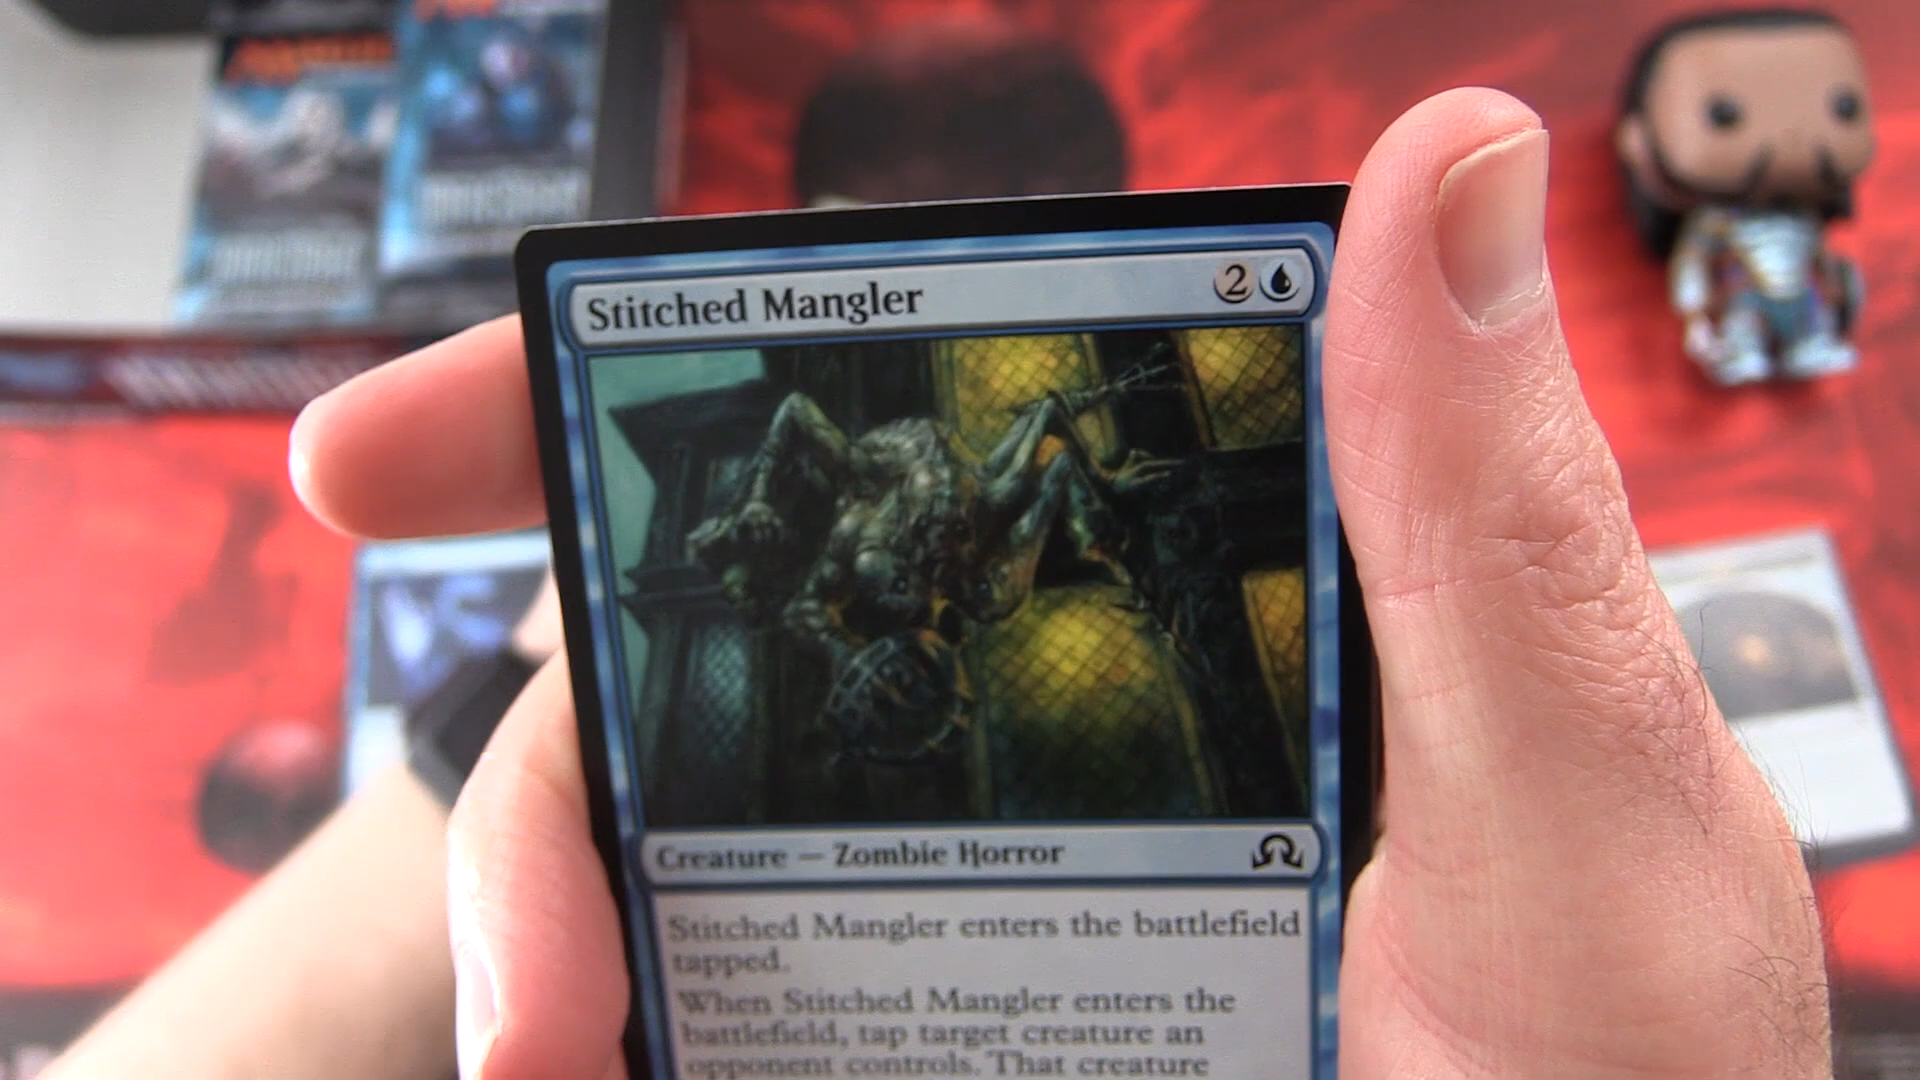 Stitched Mangler 2
Creature — Zombie Horror
Stitched Mangler enters the battlefield
tapped.
When Stitched Mangler enters the
battlefield, tap target creature an
opponent controls. That creature